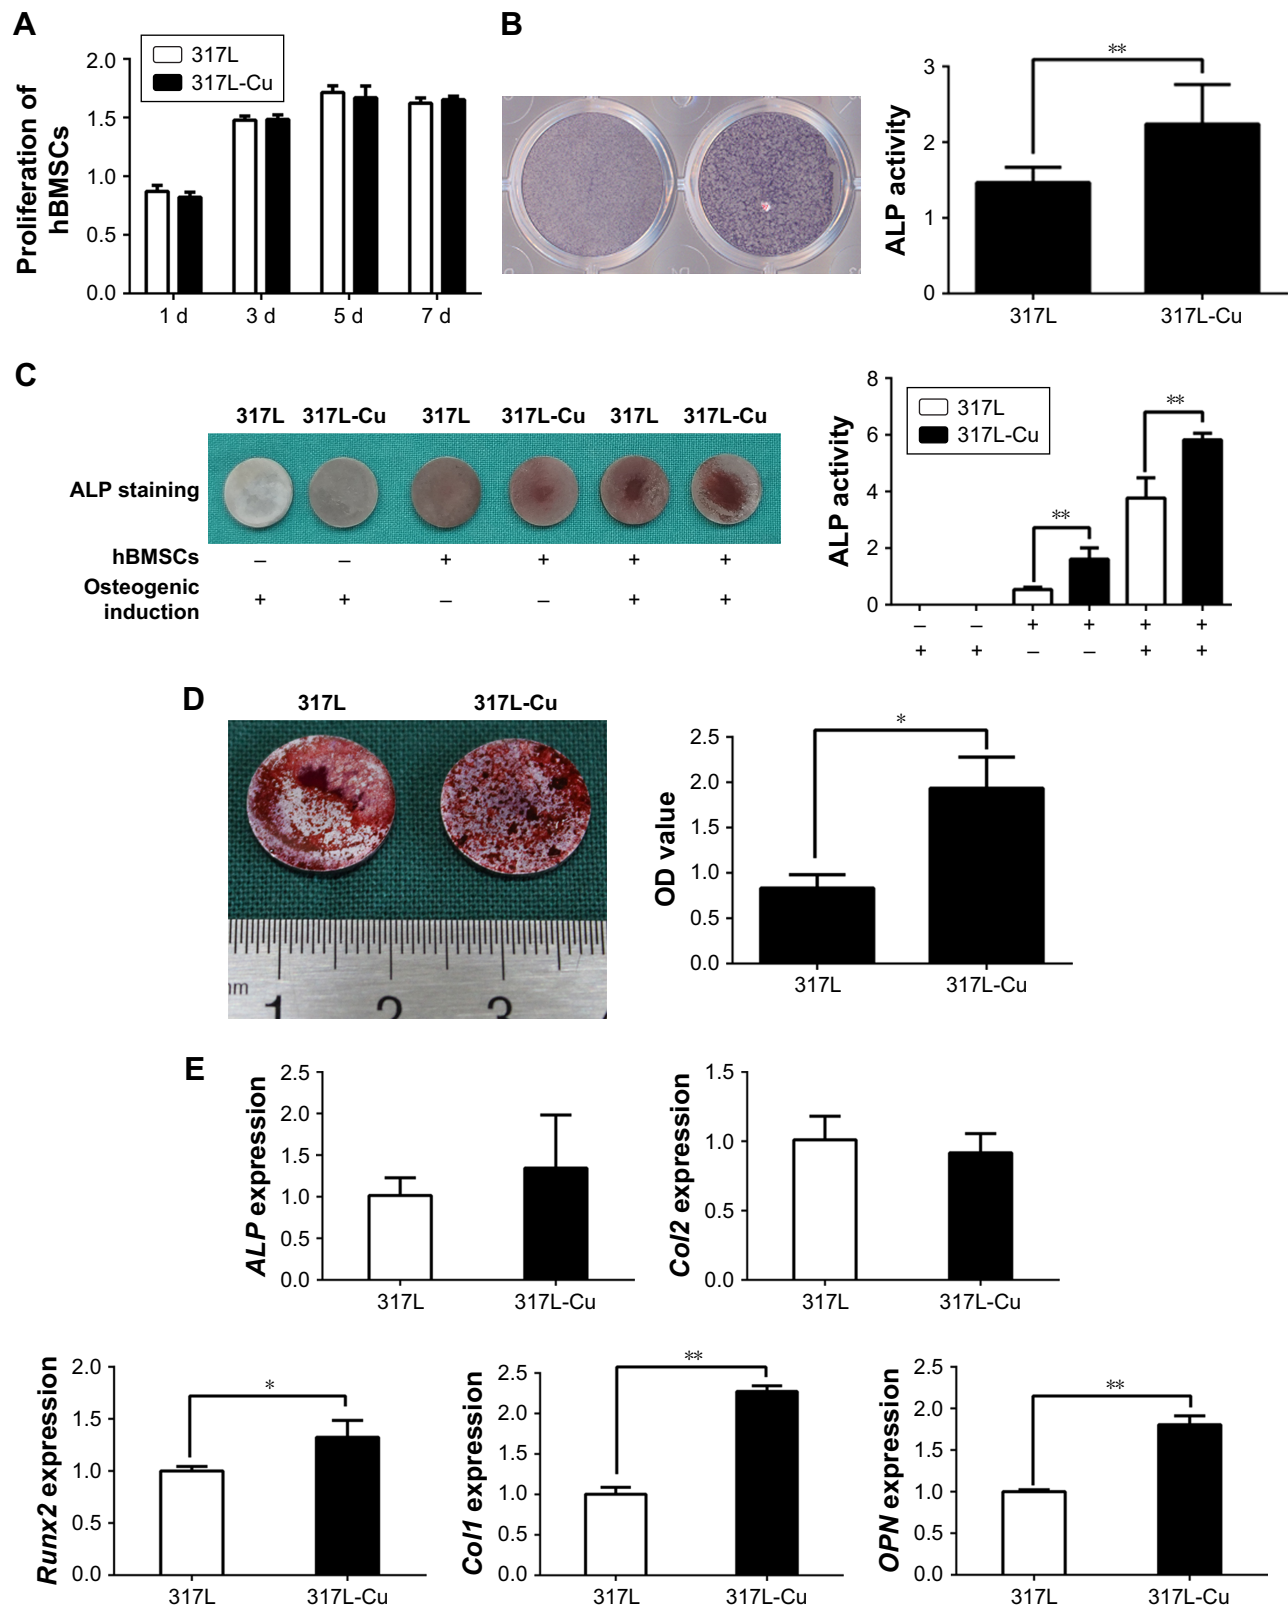 A
317L
317L-Cu
Proliferation of
hBMSCs
2.0
1.5
1.0
0.5
0.0
1 d 3 d 5 d 7 d
B
**
ALP activity
3
2
1
0
317L 317L-Cu
C
317L 317L-Cu 317L 317L-Cu 317L 317L-Cu
ALP staining
hBMSCs – – + + + +
Osteogenic
induction + + – – + +
317L
317L-Cu
ALP activity
8
6
4
2
0
**
**
– – + + + +
+ + – – + +
D
317L 317L-Cu
mm 1 2 3
*
OD value
2.5
2.0
1.5
1.0
0.5
0.0
317L 317L-Cu
E
ALP expression
2.5
2.0
1.5
1.0
0.5
0.0
317L 317L-Cu
Col2 expression
1.5
1.0
0.5
0.0
317L 317L-Cu
Runx2 expression
2.0
1.5
1.0
0.5
0.0
*
317L 317L-Cu
Col1 expression
2.5
2.0
1.5
1.0
0.5
0.0
**
317L 317L-Cu
OPN expression
2.5
2.0
1.5
1.0
0.5
0.0
**
317L 317L-Cu